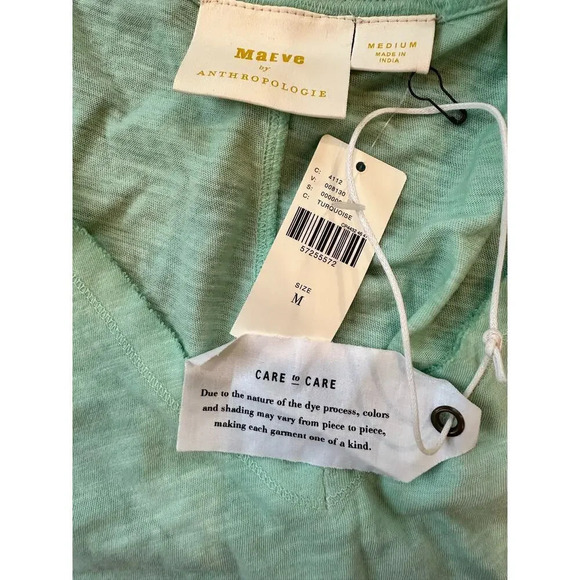 Maeve
by
ANTHROPOLOGIE
MEDIUM
MADE IN
INDIA
C: 4112
V: 008130
S:
C: TURQUOISE
57255572
SIZE
M
CARE to CARE
Due to the nature of the dye process, colors
and shading may vary from piece to piece,
making each garment one of a kind.